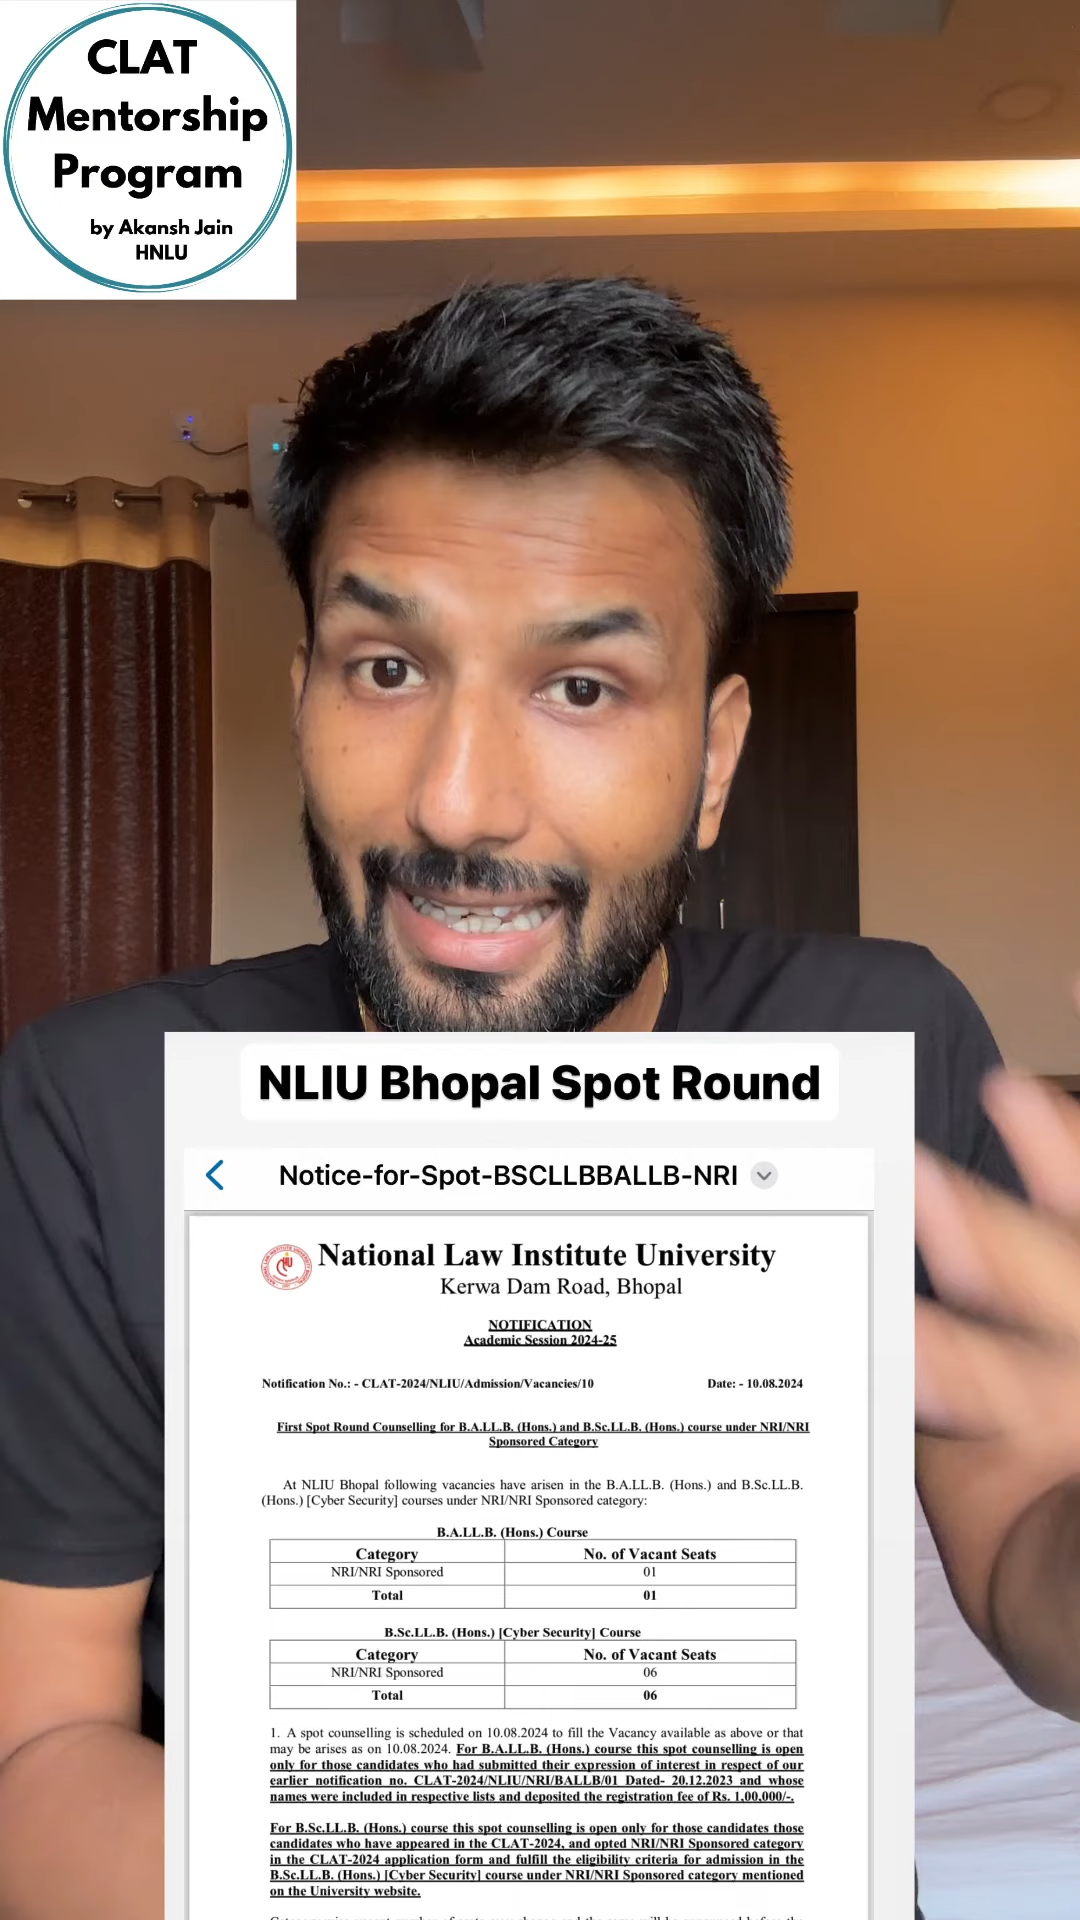 CLAT
Mentorship
Program
by Akansh Jain
HNLU
NLIU Bhopal Spot Round
Notice-for-Spot-BSCLLBBALLB-NRI
National Law Institute University
Kerwa Dam Road, Bhopal
NOTIFICATION
Academic Session 2024-25
Notification No.: - CLAT-2024/NLIU/Admission/Vacancies/10 Date: - 10.08.2024
First Spot Round Counselling for B.A.LL.B. (Hons.) and B.Sc.LL.B. (Hons.) course under NRI/NRI
Sponsored Category
At NLIU Bhopal following vacancies have arisen in the B.A.LL.B. (Hons.) and B.Sc.LL.B.
(Hons.) [Cyber Security] courses under NRI/NRI Sponsored category:
B.A.LL.B. (Hons.) Course
Category No. of Vacant Seats
NRI/NRI Sponsored 01
Total 01
B.Sc.LL.B. (Hons.) [Cyber Security] Course
Category No. of Vacant Seats
NRI/NRI Sponsored 06
Total 06
1. A spot counselling is scheduled on 10.08.2024 to fill the Vacancy available as above or that
may be arises as on 10.08.2024. For B.A.LL.B. (Hons.) course this spot counselling is open
only for those candidates who had submitted their expression of interest in respect of our
earlier notification no. CLAT-2024/NLIU/NRI/BALLB/01 Dated- 20.12.2023 and whose
names were included in respective lists and deposited the registration fee of Rs. 1,00,000/-.
For B.Sc.LL.B. (Hons.) course this spot counselling is open only for those candidates those
candidates who have appeared in the CLAT-2024, and opted NRI/NRI Sponsored category
in the CLAT-2024 application form and fulfill the eligibility criteria for admission in the
B.Sc.LL.B. (Hons.) [Cyber Security] course under NRI/NRI Sponsored category mentioned
on the University website.